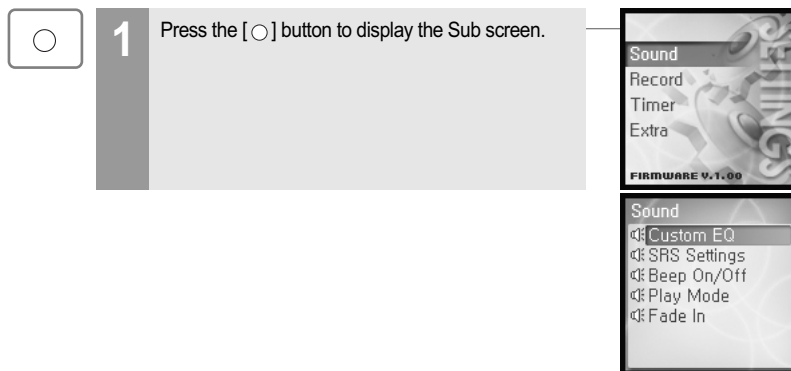 1 Press the [○] button to display the Sub screen.
SETTINGS
Sound
Record
Timer
Extra
FIRMWARE V.1.00
Sound
Custom EQ
SRS Settings
Beep On/Off
Play Mode
Fade In